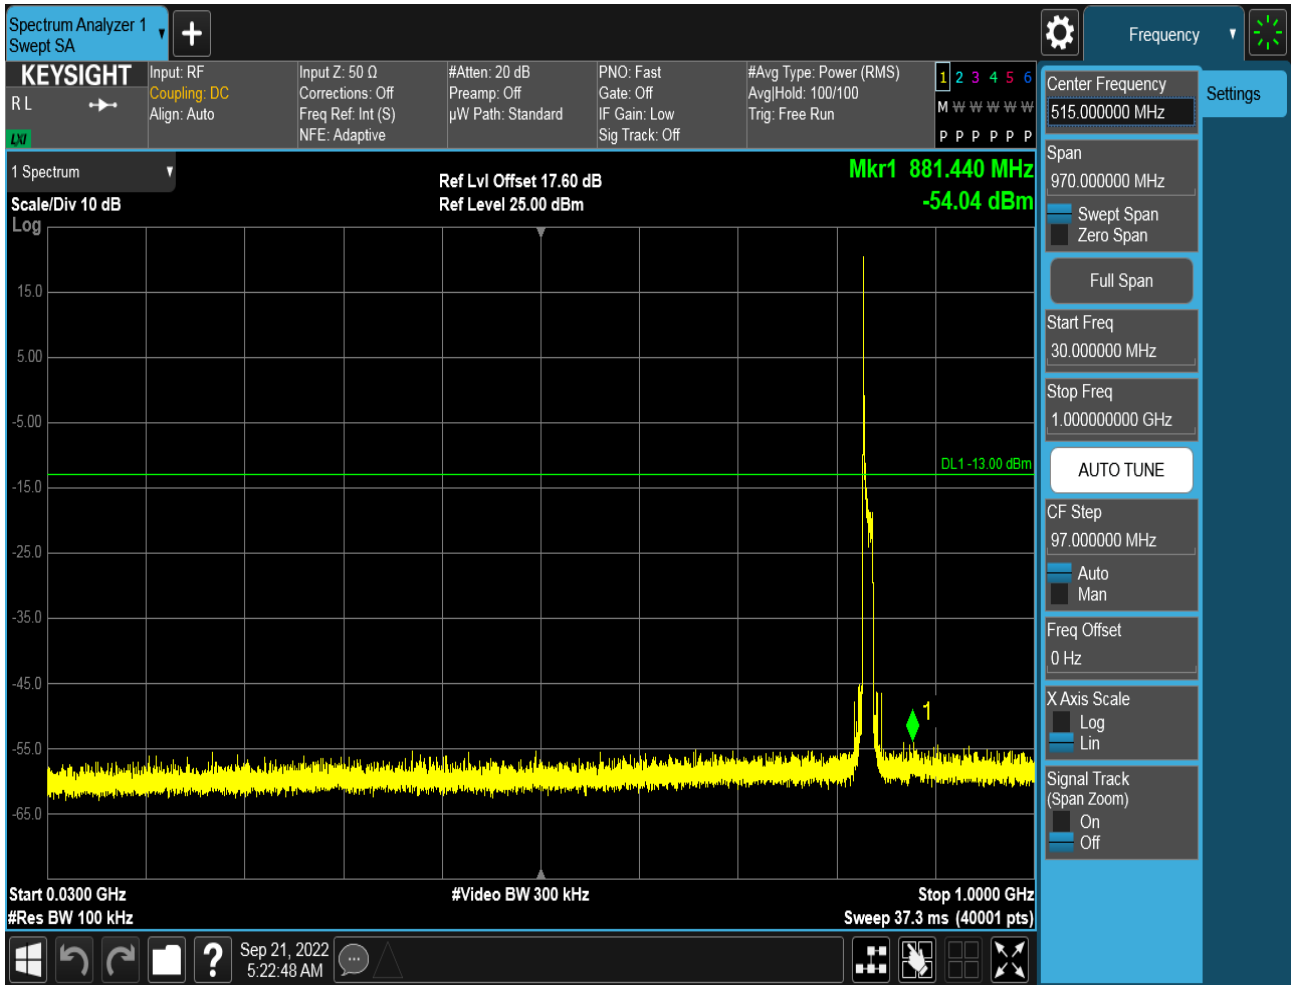 Spectrum Analyzer 1
Swept SA
+
Frequency
KEYSIGHT
R L
LXI
Input: RF
Coupling: DC
Align: Auto
Input Z: 50 Ω
Corrections: Off
Freq Ref: Int (S)
NFE: Adaptive
#Atten: 20 dB
Preamp: Off
µW Path: Standard
PNO: Fast
Gate: Off
IF Gain: Low
Sig Track: Off
#Avg Type: Power (RMS)
Avg|Hold: 100/100
Trig: Free Run
1 2 3 4 5 6
M W W W W W
P P P P P P
1 Spectrum
Scale/Div 10 dB
Log
Ref Lvl Offset 17.60 dB
Ref Level 25.00 dBm
Mkr1 881.440 MHz
-54.04 dBm
15.0
5.00
-5.00
-15.0
-25.0
-35.0
-45.0
-55.0
-65.0
DL1 -13.00 dBm
1
Start 0.0300 GHz
#Res BW 100 kHz
#Video BW 300 kHz
Stop 1.0000 GHz
Sweep 37.3 ms (40001 pts)
Center Frequency
515.000000 MHz
Settings
Span
970.000000 MHz
Swept Span
Zero Span
Full Span
Start Freq
30.000000 MHz
Stop Freq
1.000000000 GHz
AUTO TUNE
CF Step
97.000000 MHz
Auto
Man
Freq Offset
0 Hz
X Axis Scale
Log
Lin
Signal Track
(Span Zoom)
On
Off
?
Sep 21, 2022
5:22:48 AM